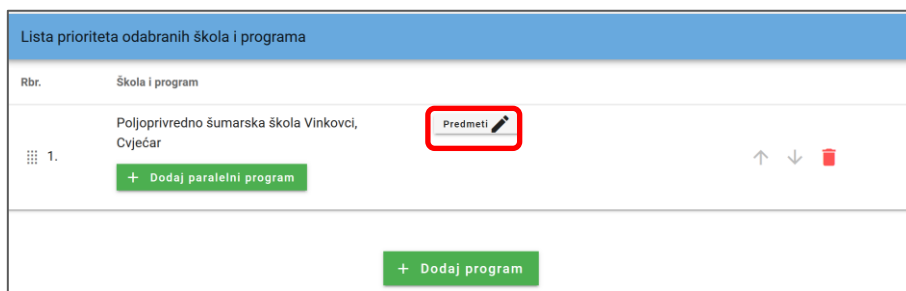 Lista prioriteta odabranih škola i programa
Rbr. Škola i program
Poljoprivredno šumarska škola Vinkovci, Predmeti
1. Cvjećar
+ Dodaj paralelni program
+ Dodaj program